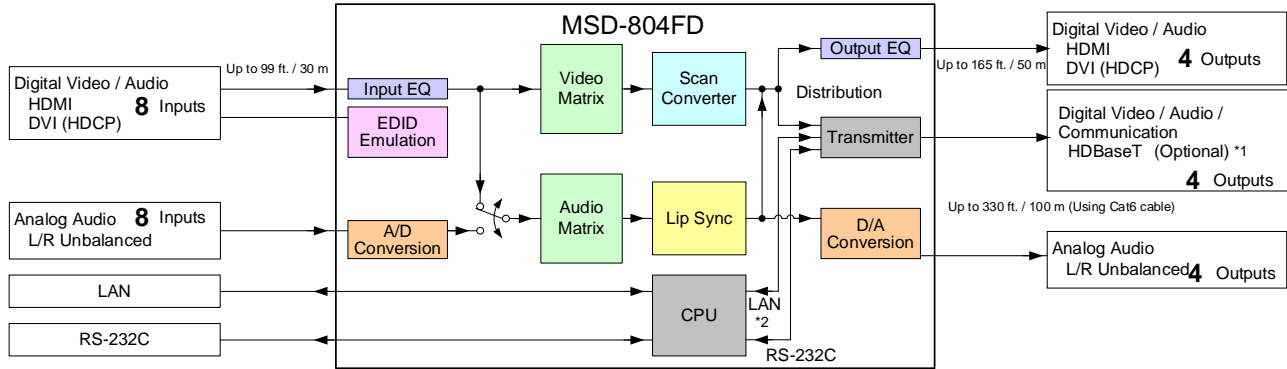 MSD-804FD
Digital Video / Audio
HDMI
DVI (HDCP)
8 Inputs
Up to 99 ft. / 30 m
Input EQ
EDID
Emulation
Video
Matrix
Scan
Converter
Output EQ
Up to 165 ft. / 50 m
Digital Video / Audio
HDMI
DVI (HDCP)
4 Outputs
Distribution
Transmitter
Digital Video / Audio /
Communication
HDBaseT (Optional) *1
4 Outputs
Up to 330 ft. / 100 m (Using Cat6 cable)
Analog Audio 8 Inputs
L/R Unbalanced
A/D
Conversion
Audio
Matrix
Lip Sync
D/A
Conversion
Analog Audio
L/R Unbalanced 4 Outputs
LAN
RS-232C
CPU
LAN
*2
RS-232C